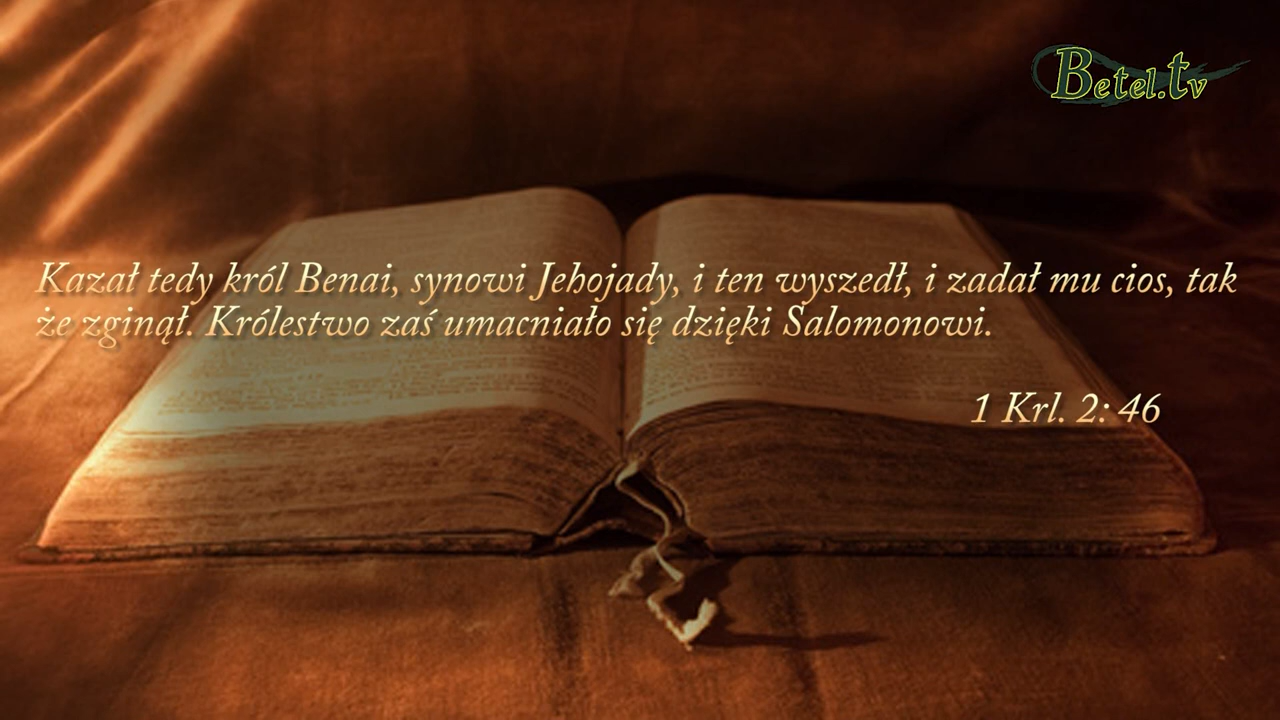 Betel.tv
Kazał tedy król Benai, synowi Jehojady, i ten wyszedł, i zadał mu cios, tak
że zginął. Królestwo zaś umacniało się dzięki Salomonowi.
1 Krl. 2: 46